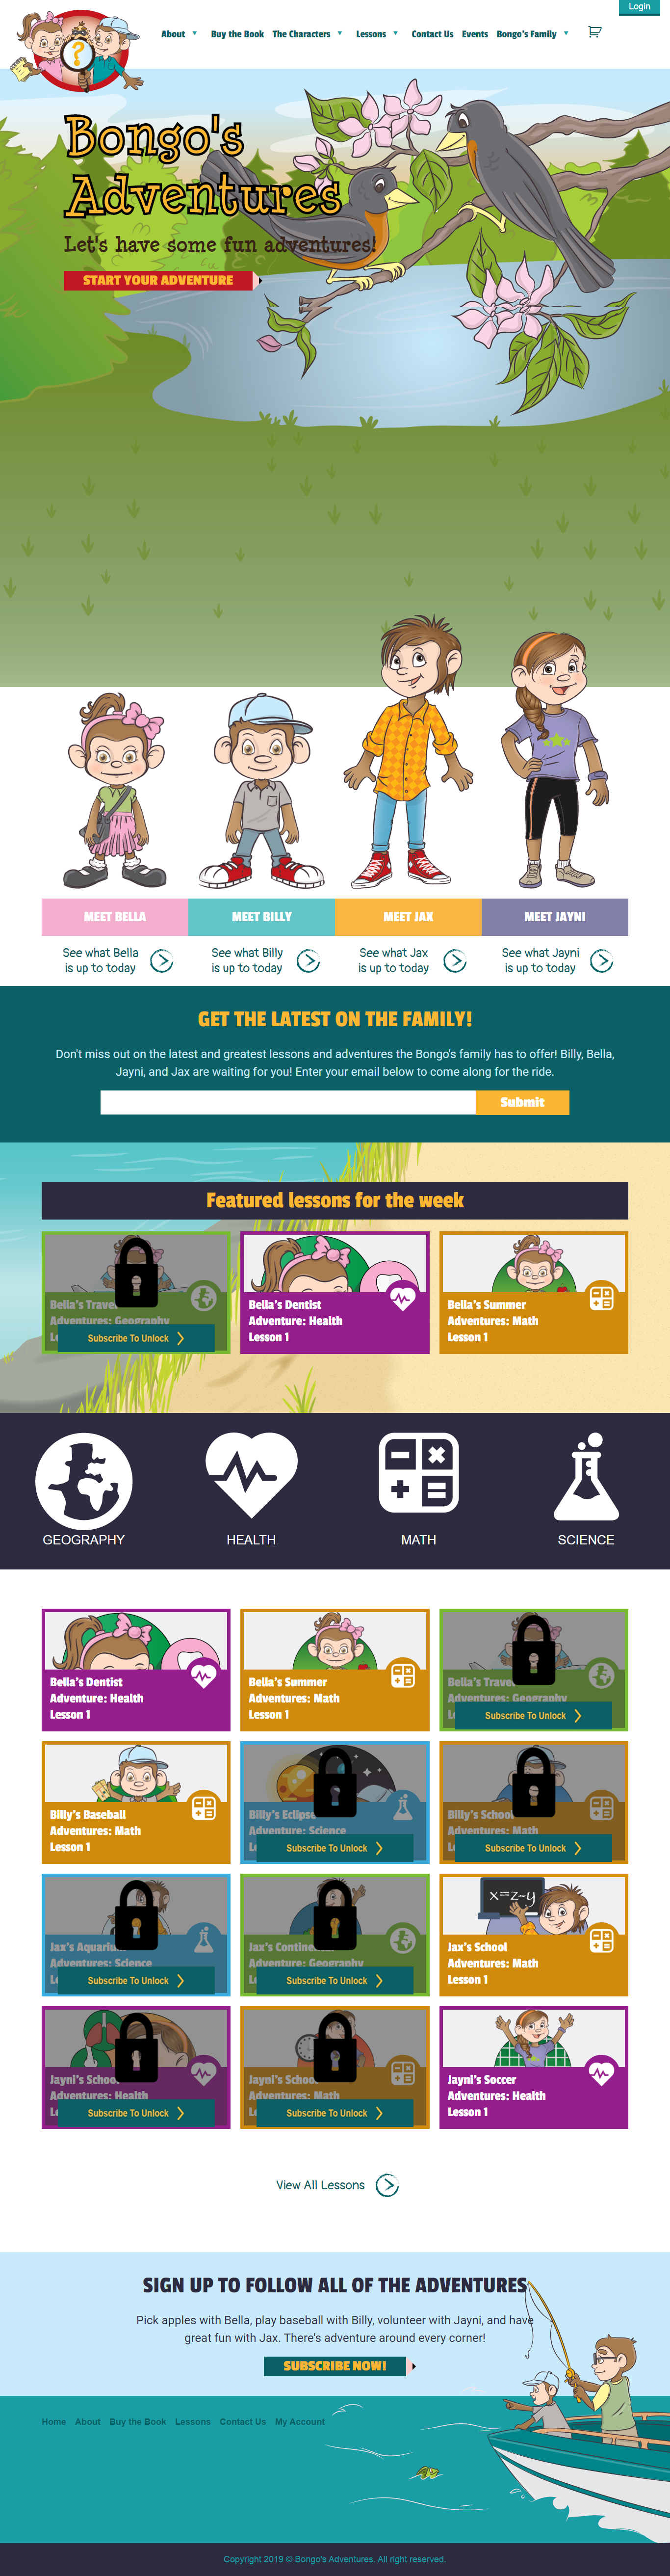 Login
About Buy the Book The Characters Lessons Contact Us Events Bongo's Family
?
Bongo's
Adventures
Let's have some fun adventures!
START YOUR ADVENTURE
MEET BELLA MEET BILLY MEET JAX MEET JAYNI
See what Bella See what Billy See what Jax See what Jayni
is up to today is up to today is up to today is up to today
GET THE LATEST ON THE FAMILY!
Don't miss out on the latest and greatest lessons and adventures the Bongo's family has to offer! Billy, Bella,
Jayni, and Jax are waiting for you! Enter your email below to come along for the ride.
Submit
Featured lessons for the week
Bella's Trave
Adventures: Geography
Subscribe To Unlock
Bella's Dentist
Adventure: Health
Lesson 1
Bella's Summer
Adventures: Math
Lesson 1
GEOGRAPHY HEALTH MATH SCIENCE
Bella's Dentist
Adventure: Health
Lesson 1
Bella's Summer
Adventures: Math
Lesson 1
Bella's Trave
Adventures: Geography
Subscribe To Unlock
Billy's Baseball
Adventures: Math
Lesson 1
Billy's Eclips
Adventure: Science
Subscribe To Unlock
Billy's School
Adventures: Math
Subscribe To Unlock
Jax's Aquariu
Adventures: Science
Subscribe To Unlock
Jax's Contine
Adventure: Geography
Subscribe To Unlock
x=z-y
Jax's School
Adventures: Math
Lesson 1
Jayni's Schoo
Adventures: Health
Subscribe To Unlock
Jayni's Schoo
Adventures: Math
Subscribe To Unlock
Jayni's Soccer
Adventures: Health
Lesson 1
View All Lessons
SIGN UP TO FOLLOW ALL OF THE ADVENTURES
Pick apples with Bella, play baseball with Billy, volunteer with Jayni, and have
great fun with Jax. There's adventure around every corner!
SUBSCRIBE NOW!
Home About Buy the Book Lessons Contact Us My Account
Copyright 2019 © Bongo's Adventures. All right reserved.